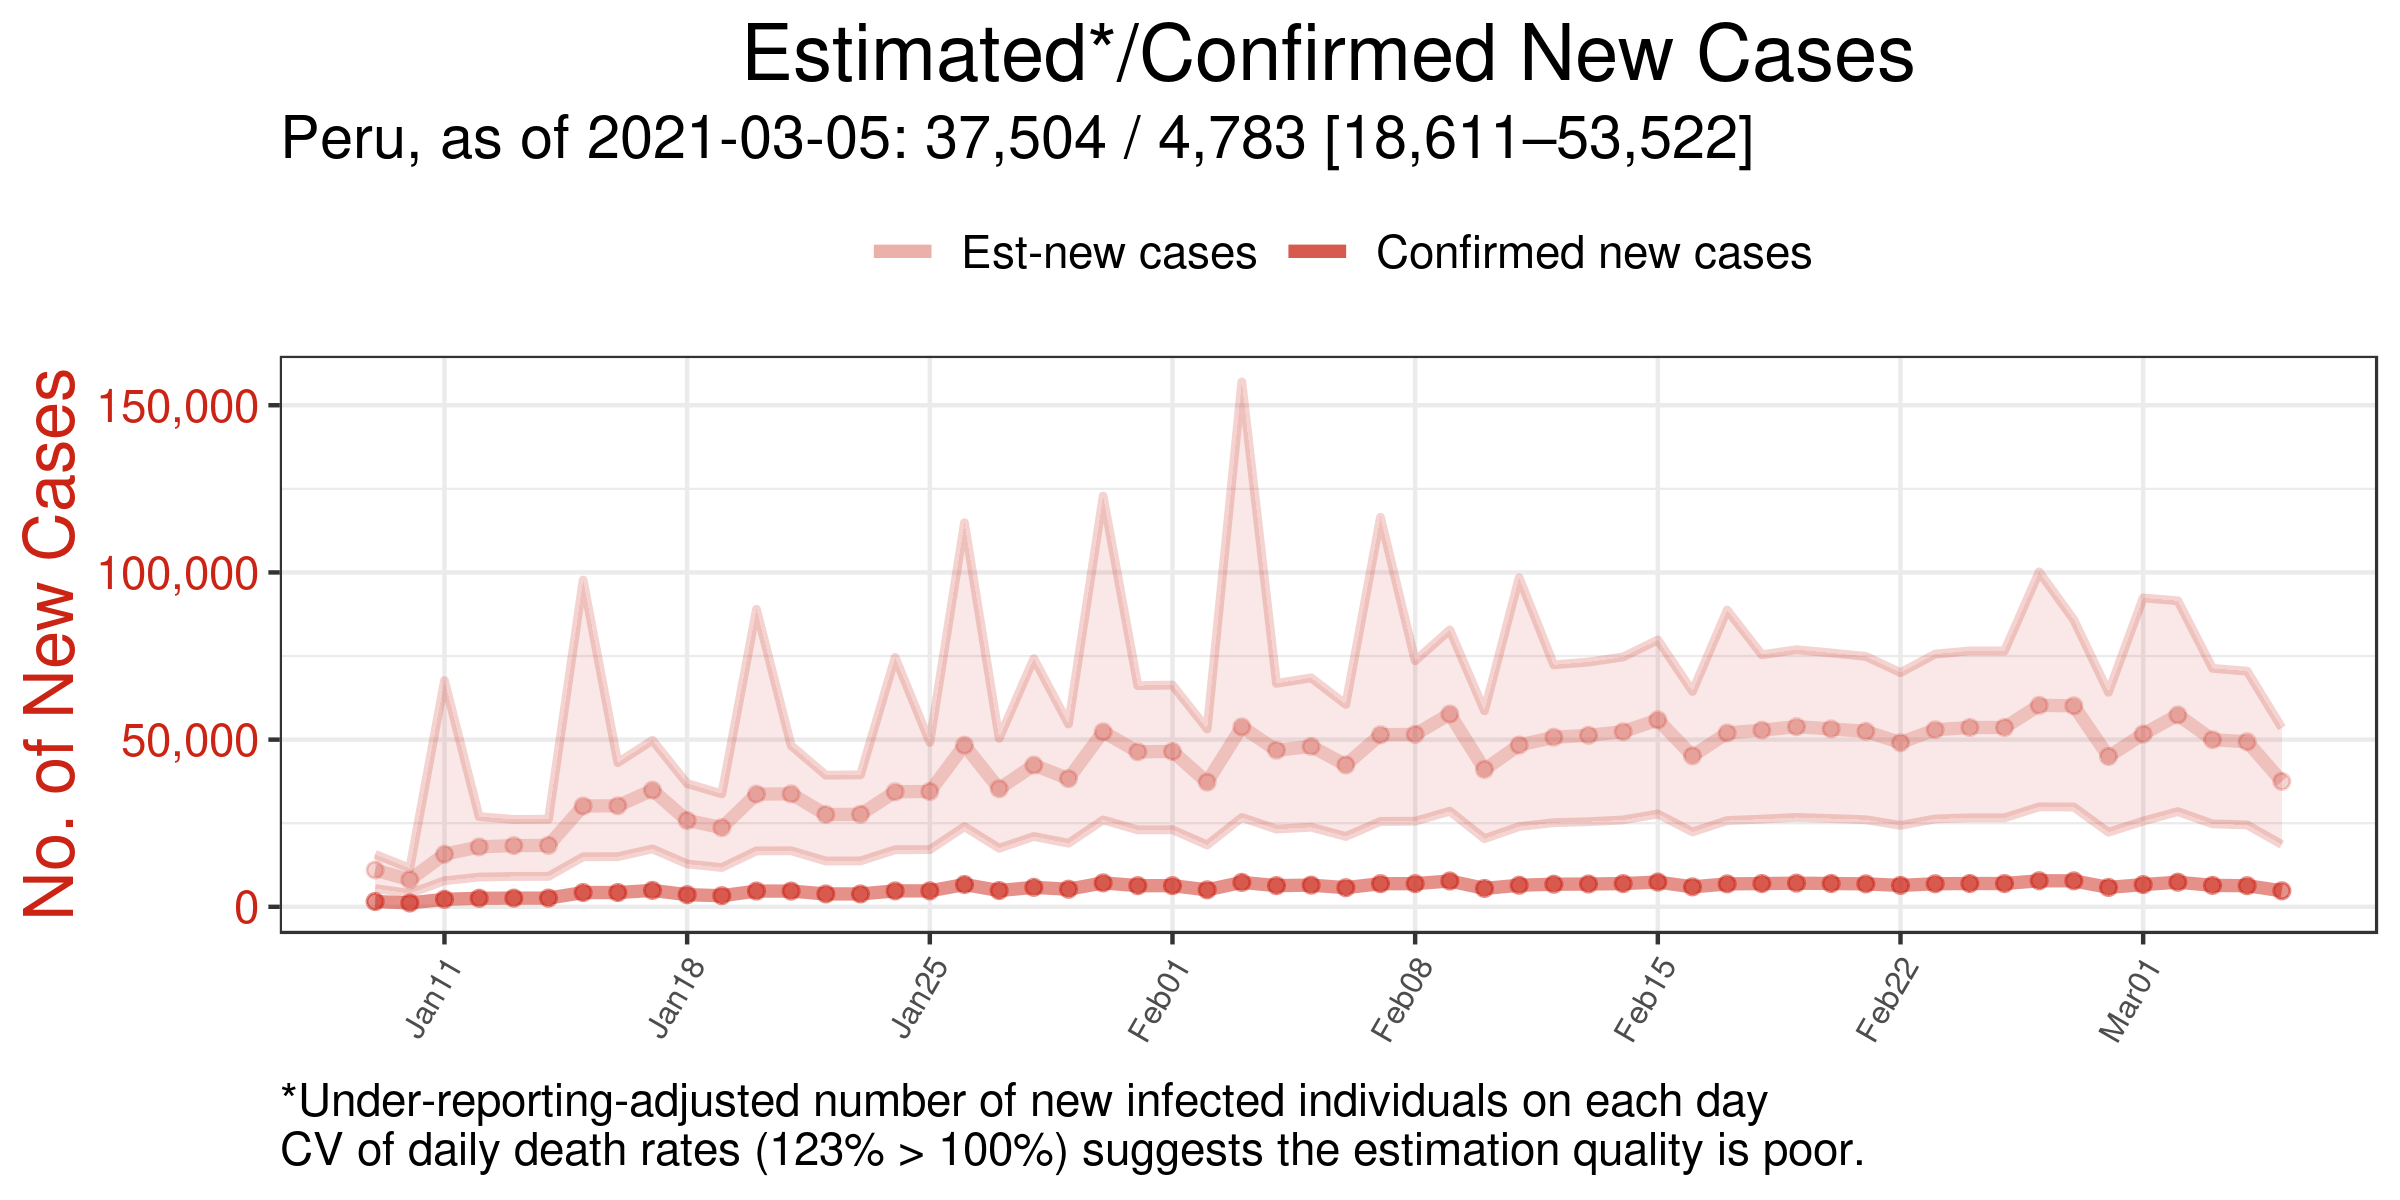 Estimated*/Confirmed New Cases
Peru, as of 2021-03-05: 37,504 / 4,783 [18,611–53,522]
Est-new cases Confirmed new cases
No. of New Cases
150,000
100,000
50,000
0
Jan11 Jan18 Jan25 Feb01 Feb08 Feb15 Feb22 Mar01
*Under-reporting-adjusted number of new infected individuals on each day
CV of daily death rates (123% > 100%) suggests the estimation quality is poor.